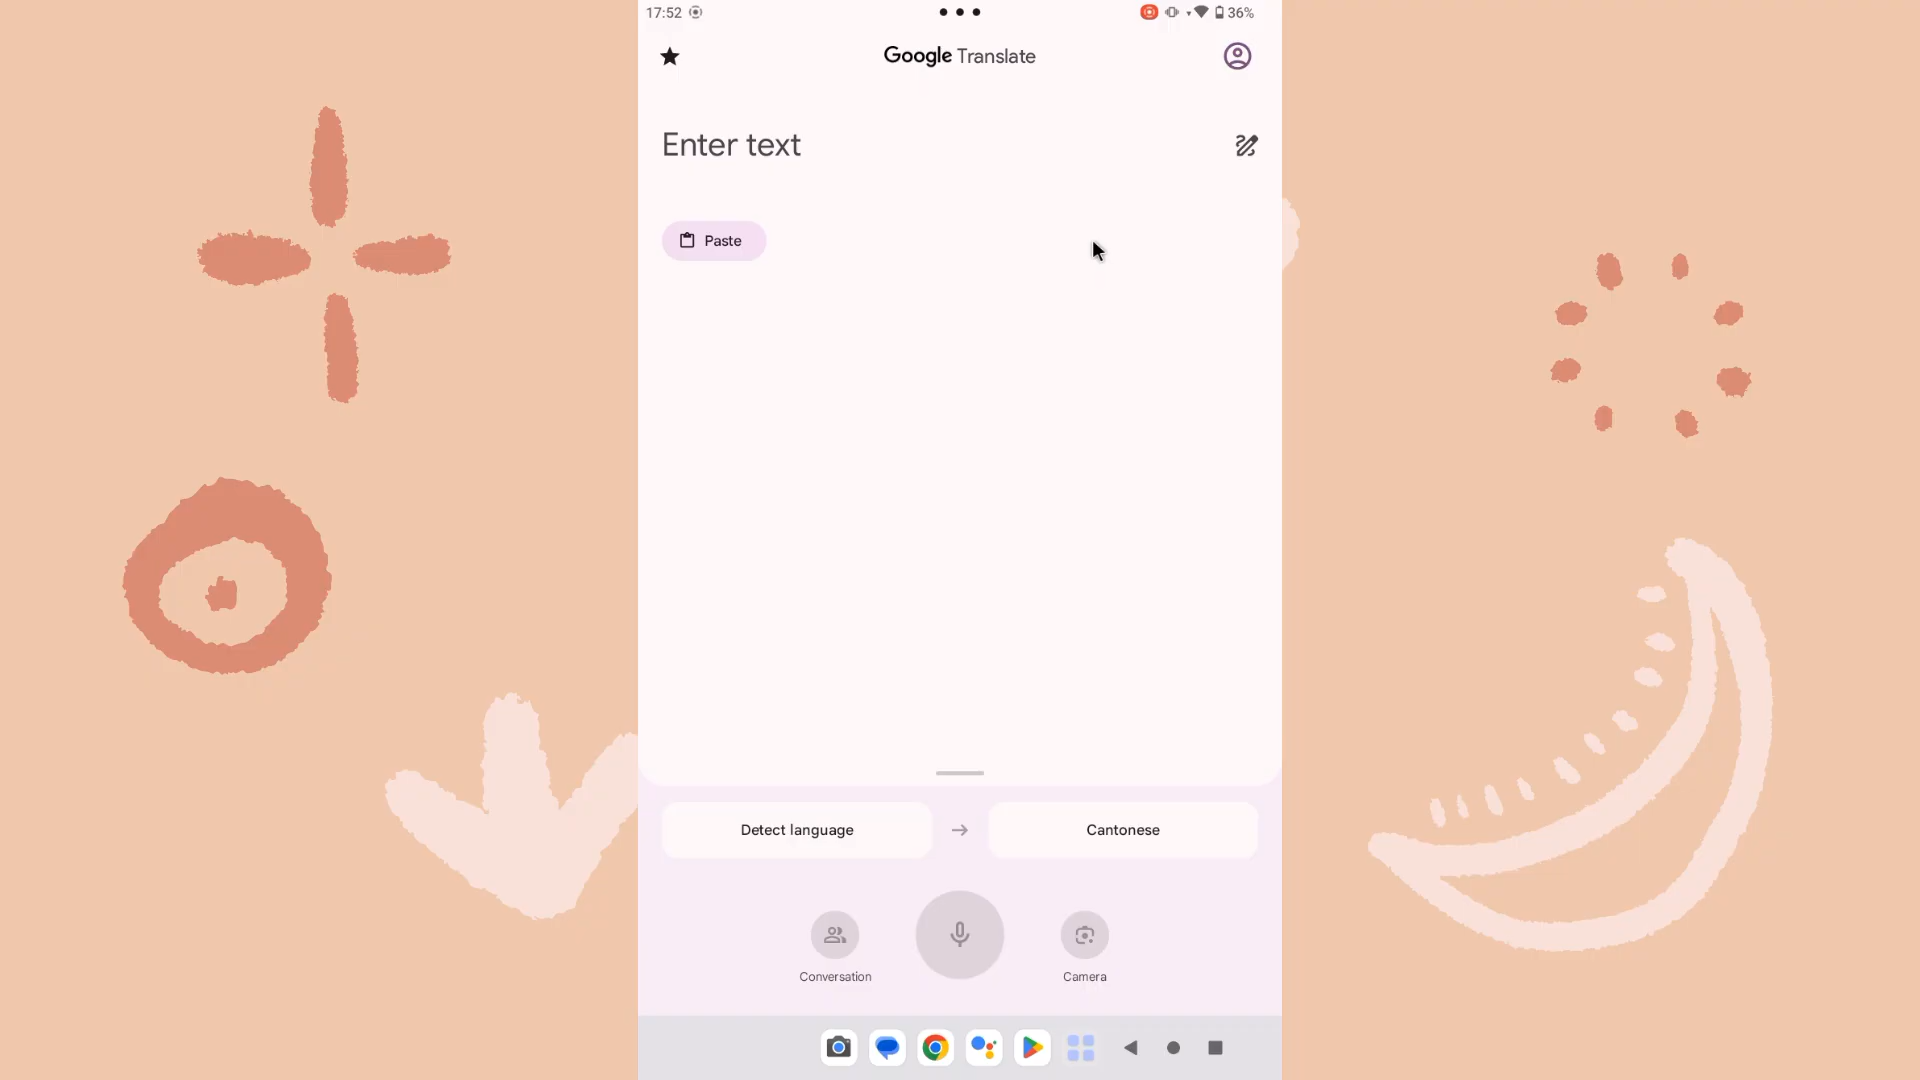 17:52
36%
Google Translate
Enter text
Paste
Detect language
Cantonese
Conversation
Camera